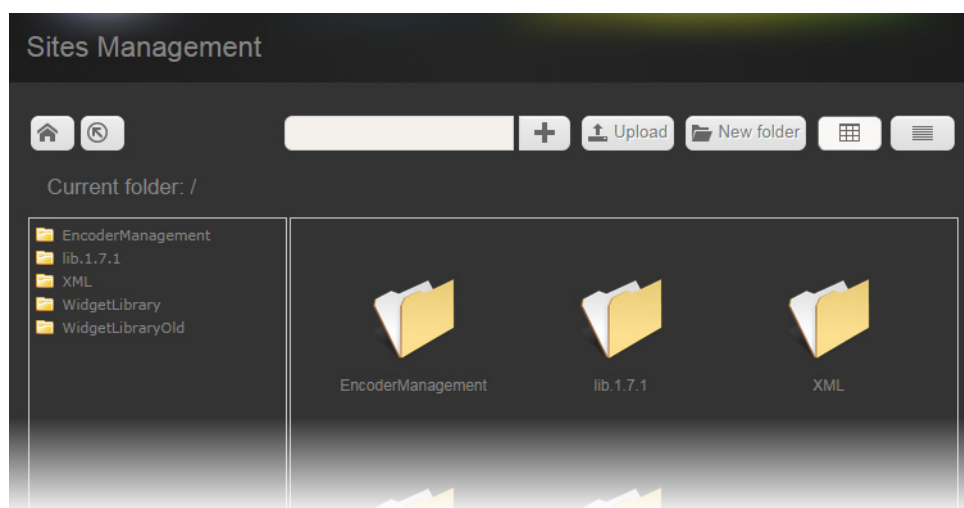 Sites Management
Upload
New folder
Current folder: /
EncoderManagement
lib.1.7.1
XML
WidgetLibrary
WidgetLibraryOld
EncoderManagement
lib.1.7.1
XML